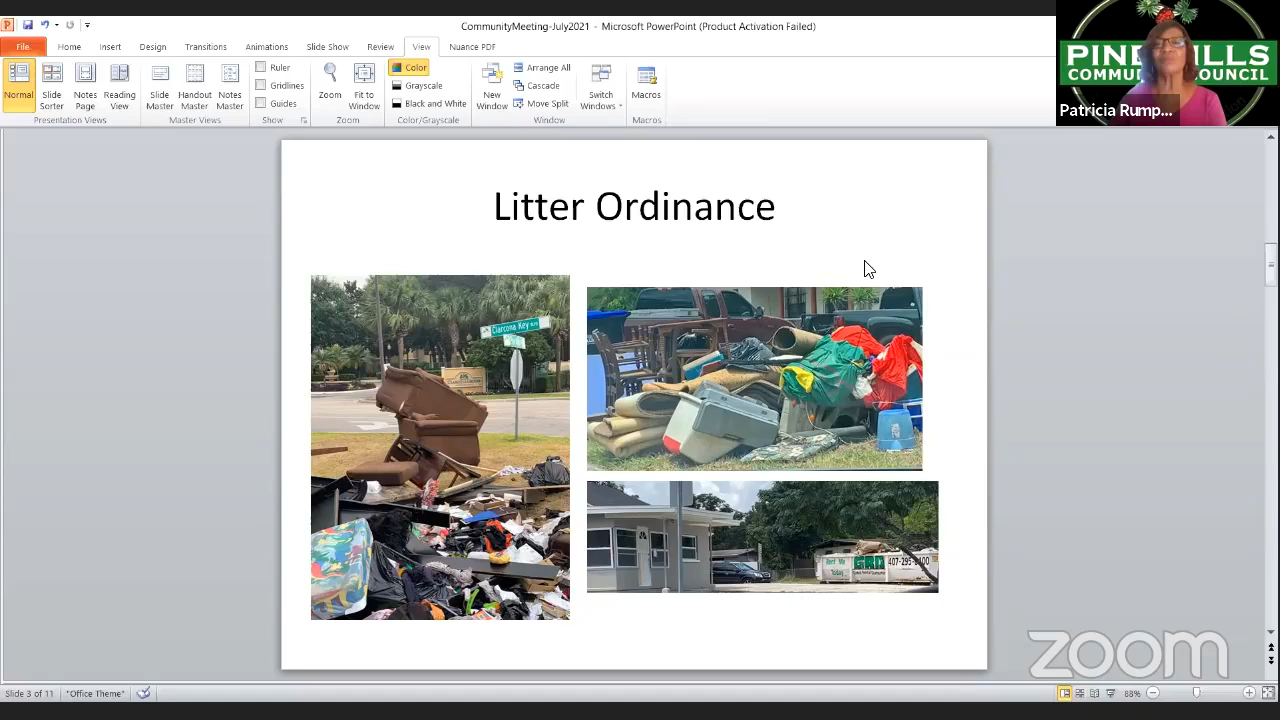 CommunityMeeting-July2021 - Microsoft PowerPoint (Product Activation Failed)
File Home Insert Design Transitions Animations Slide Show Review View Nuance PDF
Normal
Slide Sorter
Notes Page
Reading View
Presentation Views
Slide Master
Handout Master
Notes Master
Master Views
Ruler
Gridlines
Guides
Show
Zoom
Fit to Window
Zoom
Color
Grayscale
Black and White
Color/Grayscale
New Window
Arrange All
Cascade
Move Split
Switch Windows
Window
Macros
Macros
PINE HILLS
COMMUNITY COUNCIL
Patricia Rump...
Litter Ordinance
Clarcona Key
Rent Me
Today
GRD
zoom
Slide 3 of 11 "Office Theme" 88%